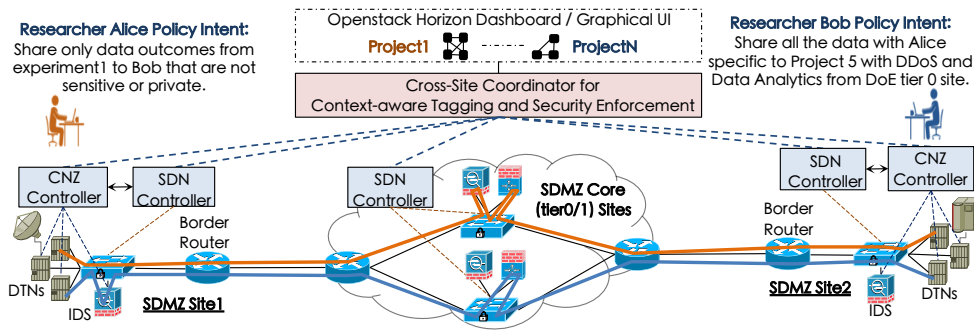 Researcher Alice Policy Intent:
Share only data outcomes from
experiment1 to Bob that are not
sensitive or private.
Openstack Horizon Dashboard / Graphical UI
Project1
ProjectN
Cross-Site Coordinator for
Context-aware Tagging and Security Enforcement
Researcher Bob Policy Intent:
Share all the data with Alice
specific to Project 5 with DDoS and
Data Analytics from DoE tier 0 site.
CNZ
Controller
SDN
Controller
SDN
Controller
SDMZ Core
(tier0/1) Sites
SDN
Controller
CNZ
Controller
Border
Router
Border
Router
DTNs
IDS
SDMZ Site1
SDMZ Site2
IDS
DTNs